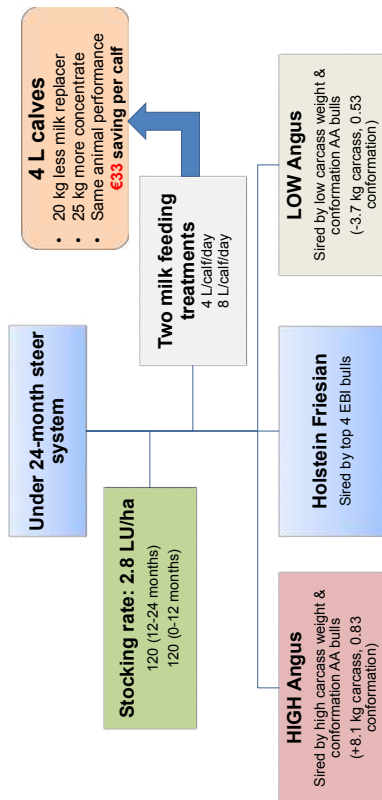 Under 24-month steer
system
Stocking rate: 2.8 LU/ha
120 (12-24 months)
120 (0-12 months)
Two milk feeding
treatments
4 L/calf/day
8 L/calf/day
4 L calves
• 20 kg less milk replacer
• 25 kg more concentrate
• Same animal performance
€33 saving per calf
HIGH Angus
Sired by high carcass weight &
conformation AA bulls
(+8.1 kg carcass, 0.83
conformation)
Holstein Friesian
Sired by top 4 EBI bulls
LOW Angus
Sired by low carcass weight &
conformation AA bulls
(-3.7 kg carcass, 0.53
conformation)